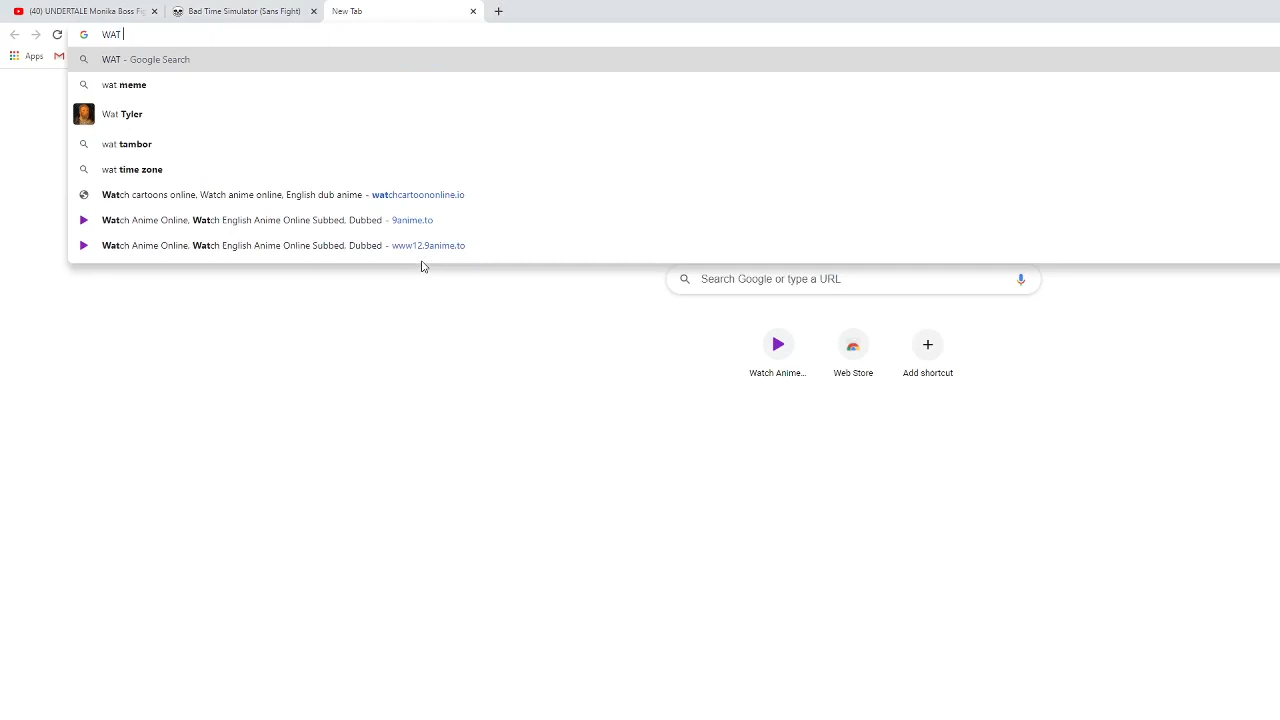 (40) UNDERTALE Monika Boss Fig
Bad Time Simulator (Sans Fight)
New Tab
WAT
Apps
WAT - Google Search
wat meme
Wat Tyler
wat tambor
wat time zone
Watch cartoons online, Watch anime online, English dub anime - watchcartoononline.io
Watch Anime Online, Watch English Anime Online Subbed, Dubbed - 9anime.to
Watch Anime Online, Watch English Anime Online Subbed, Dubbed - www12.9anime.to
Search Google or type a URL
Watch Anime...
Web Store
Add shortcut